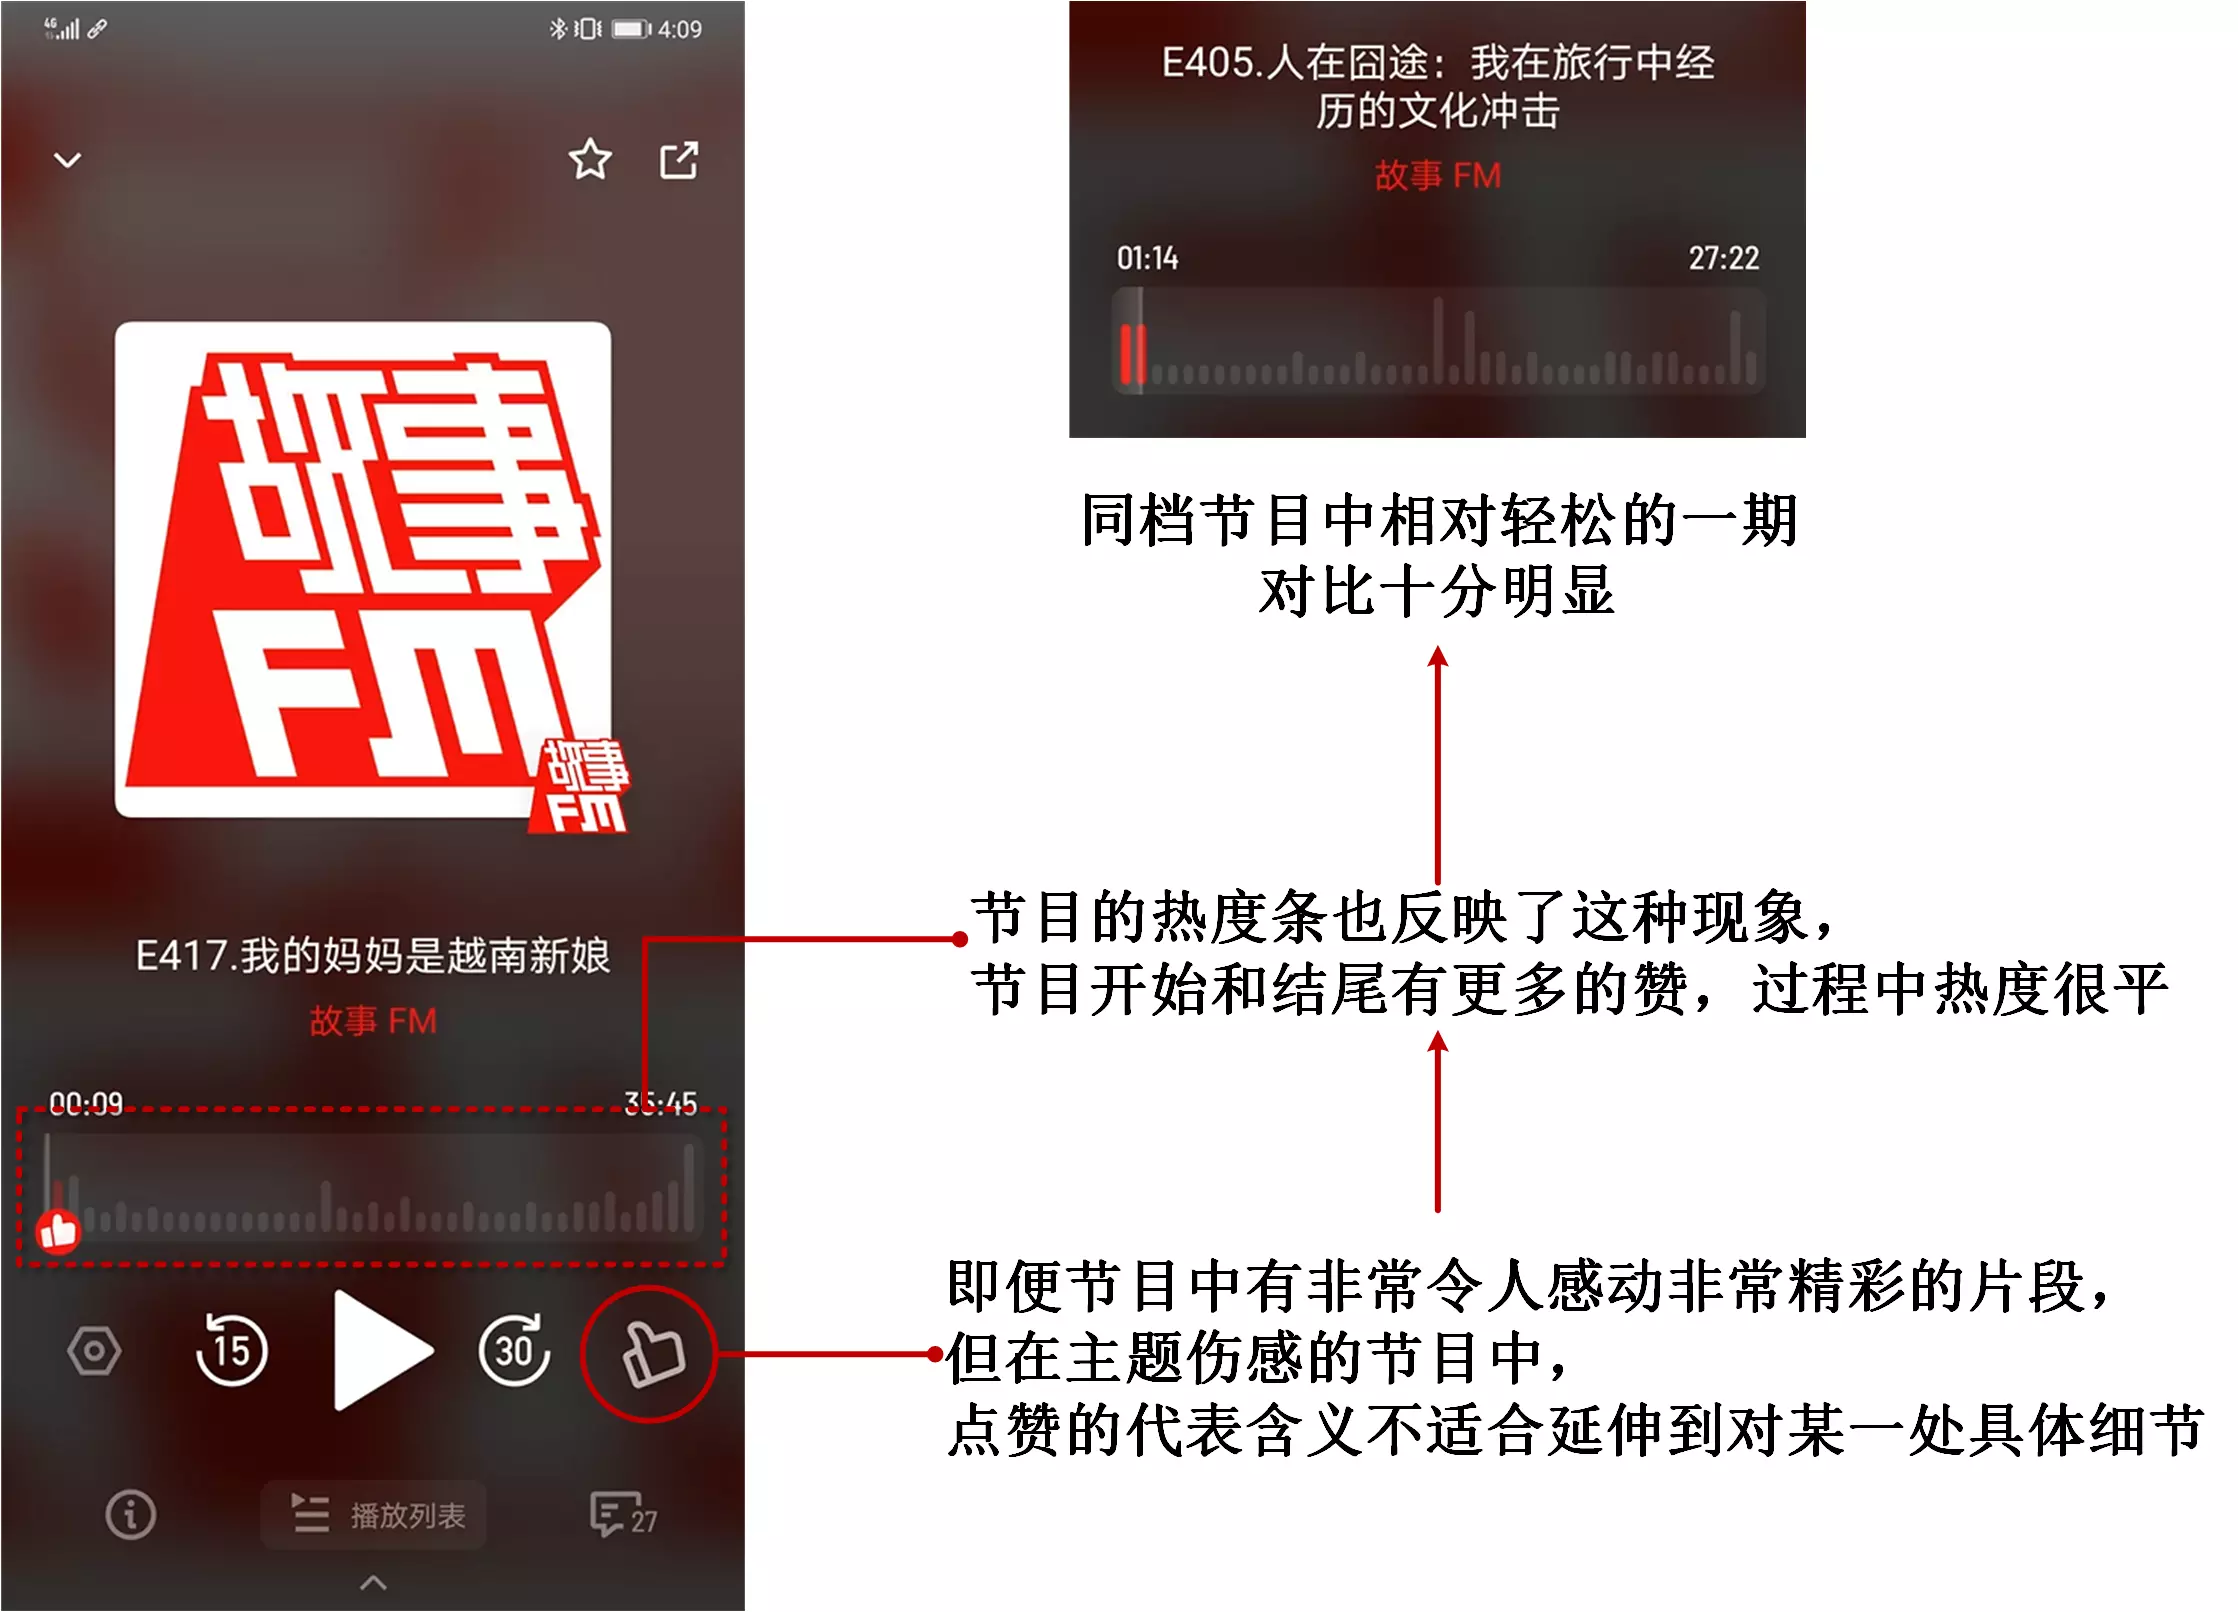 4G
4:09
故事
FM
故事
FM
E417.我的妈妈是越南新娘
故事 FM
00:09
35:45
15
30
播放列表
27
E405.人在囧途：我在旅行中经
历的文化冲击
故事 FM
01:14
27:22
同档节目中相对轻松的一期
对比十分明显
节目的热度条也反映了这种现象，
节目开始和结尾有更多的赞，过程中热度很平
即便节目中有非常令人感动非常精彩的片段，
但在主题伤感的节目中，
点赞的代表含义不适合延伸到对某一处具体细节